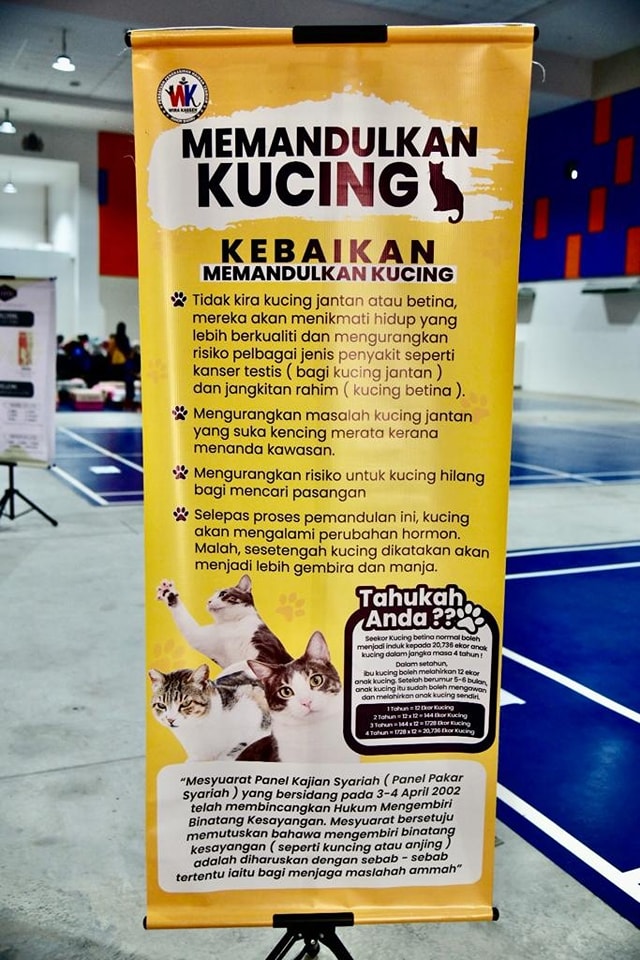 WK
WIRA KARSEN
MEMANDULKAN
KUCING
KEBAIKAN
MEMANDULKAN KUCING
Tidak kira kucing jantan atau betina,
mereka akan menikmati hidup yang
lebih berkualiti dan mengurangkan
risiko pelbagai jenis penyakit seperti
kanser testis ( bagi kucing jantan )
dan jangkitan rahim ( kucing betina ).
Mengurangkan masalah kucing jantan
yang suka kencing merata kerana
menanda kawasan.
Mengurangkan risiko untuk kucing hilang
bagi mencari pasangan
Selepas proses pemandulan ini, kucing
akan mengalami perubahan hormon.
Malah, sesetengah kucing dikatakan akan
menjadi lebih gembira dan manja.
Tahukah
Anda ??
Seekor Kucing betina normal boleh
menjadi induk kepada 20,736 ekor anak
kucing dalam jangka masa 4 tahun !
Dalam setahun,
ibu kucing boleh melahirkan 12 ekor
anak kucing. Setelah berumur 5-6 bulan,
anak kucing itu sudah boleh mengawan
dan melahirkan anak kucing sendiri.
1 Tahun = 12 Ekor Kucing
2 Tahun = 12 x 12 = 144 Ekor Kucing
3 Tahun = 144 x 12 = 1728 Ekor Kucing
4 Tahun = 1728 x 12 = 20,736 Ekor Kucing
"Mesyuarat Panel Kajian Syariah ( Panel Pakar
Syariah ) yang bersidang pada 3-4 April 2002
telah membincangkan Hukum Mengembiri
Binatang Kesayangan. Mesyuarat bersetuju
memutuskan bahawa mengembiri binatang
kesayangan ( seperti kuncing atau anjing )
adalah diharuskan dengan sebab - sebab
tertentu iaitu bagi menjaga maslahah ammah"